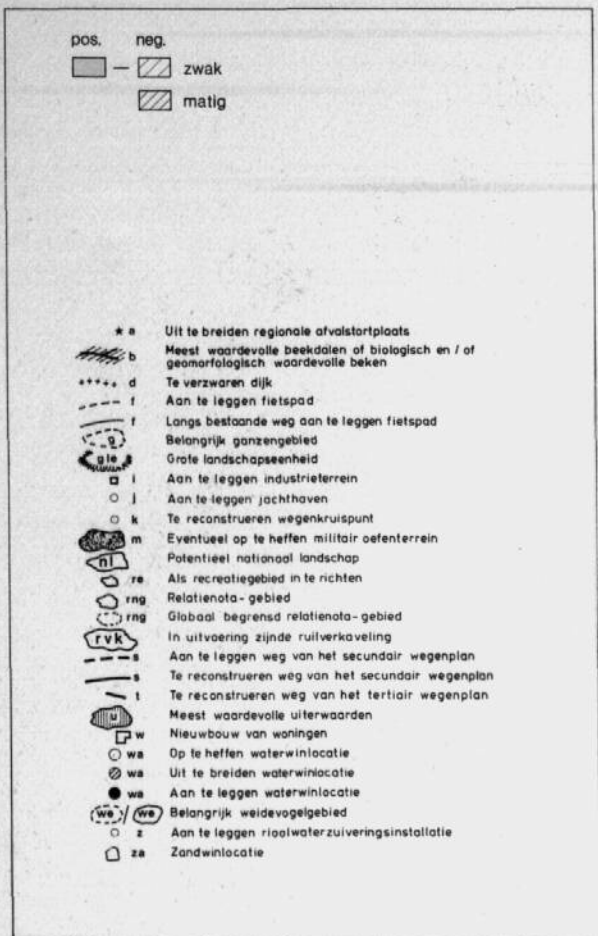 pos. neg.
— zwak
matig
★ a Uit te breiden regionale afvalstortplaats
b Meest waardevolle beekdalen of biologisch en / of
geomorfologisch waardevolle beken
++++ d Te verzwaren dijk
f Aan te leggen fietspad
f Langs bestaande weg aan te leggen fietspad
g Belangrijk ganzengebied
gle Grote landschapseenheid
i Aan te leggen industrieterrein
j Aan te leggen jachthaven
k Te reconstrueren wegenkruispunt
m Eventueel op te heffen militair oefenterrein
nl Potentieel nationaal landschap
re Als recreatiegebied in te richten
rng Relatienota-gebied
rng Globaal begrensd relatienota-gebied
rvk In uitvoering zijnde ruilverkaveling
s Aan te leggen weg van het secundair wegenplan
s Te reconstrueren weg van het secundair wegenplan
t Te reconstrueren weg van het tertiair wegenplan
u Meest waardevolle uiterwaarden
w Nieuwbouw van woningen
wa Op te heffen waterwinlocatie
wa Uit te breiden waterwinlocatie
wa Aan te leggen waterwinlocatie
we / we Belangrijk weidevogelgebied
z Aan te leggen rioolwaterzuiveringsinstallatie
za Zandwinlocatie